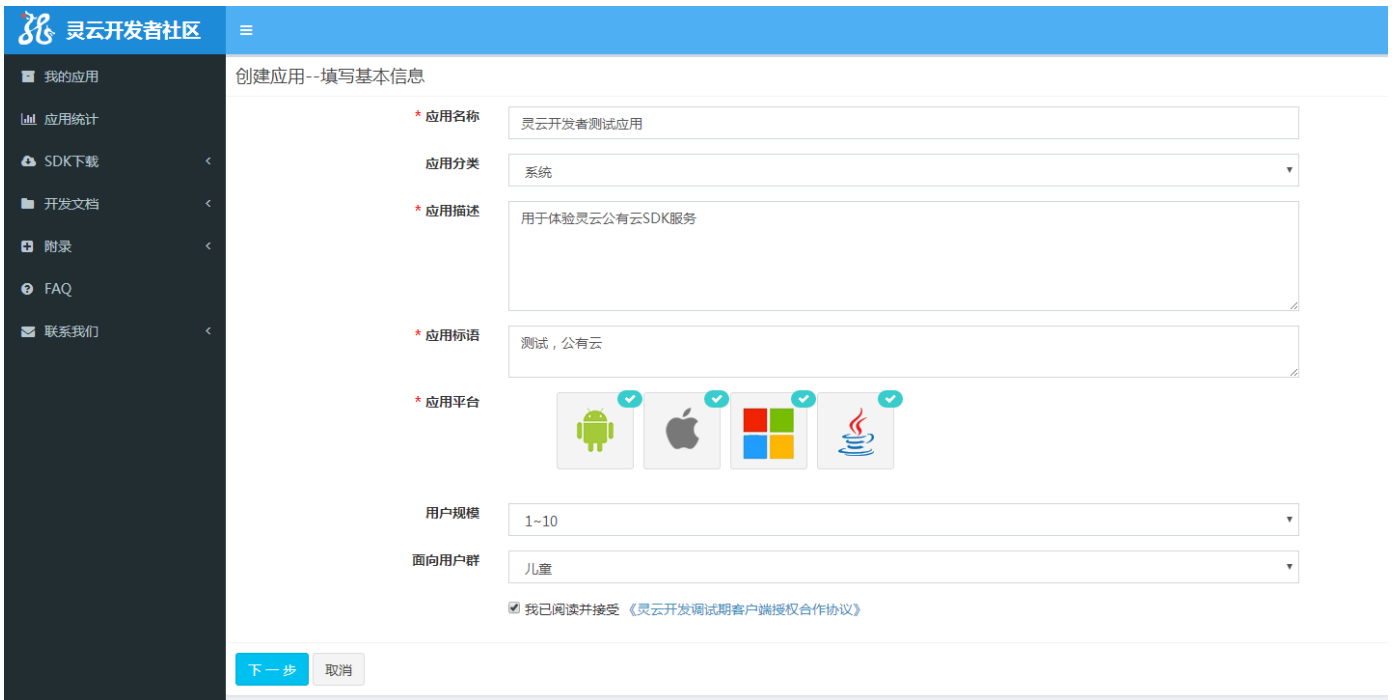 灵云开发者社区
我的应用
应用统计
SDK下载
开发文档
附录
FAQ
联系我们
创建应用--填写基本信息
* 应用名称
灵云开发者测试应用
应用分类
系统
* 应用描述
用于体验灵云公有云SDK服务
* 应用标语
测试，公有云
* 应用平台
用户规模
1~10
面向用户群
儿童
我已阅读并接受 《灵云开发调试期客户端授权合作协议》
下一步 取消